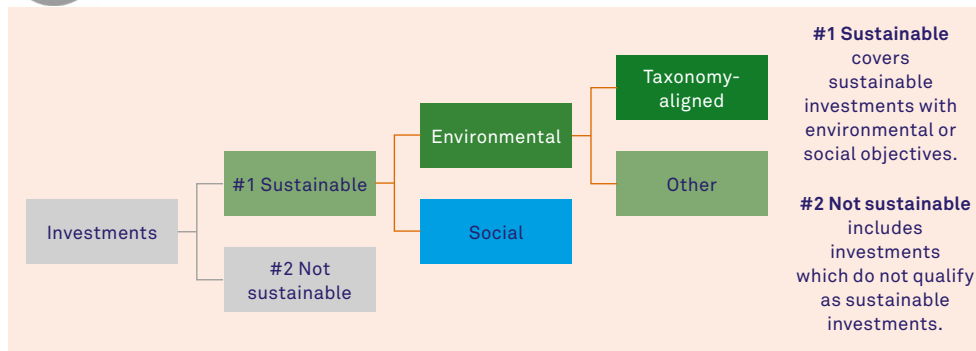 Investments
#1 Sustainable
#2 Not
sustainable
Environmental
Social
Taxonomy-
aligned
Other
#1 Sustainable
covers
sustainable
investments with
environmental or
social objectives.
#2 Not sustainable
includes
investments
which do not qualify
as sustainable
investments.